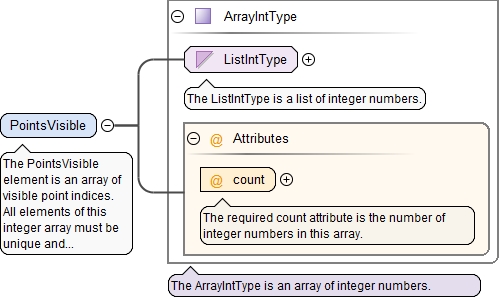 ArrayIntType
ListIntType
The ListIntType is a list of integer numbers.
PointsVisible
The PointsVisible
element is an array of
visible point indices.
All elements of this
integer array must be
unique and...
@ Attributes
@ count
The required count attribute is the number of
integer numbers in this array.
The ArrayIntType is an array of integer numbers.